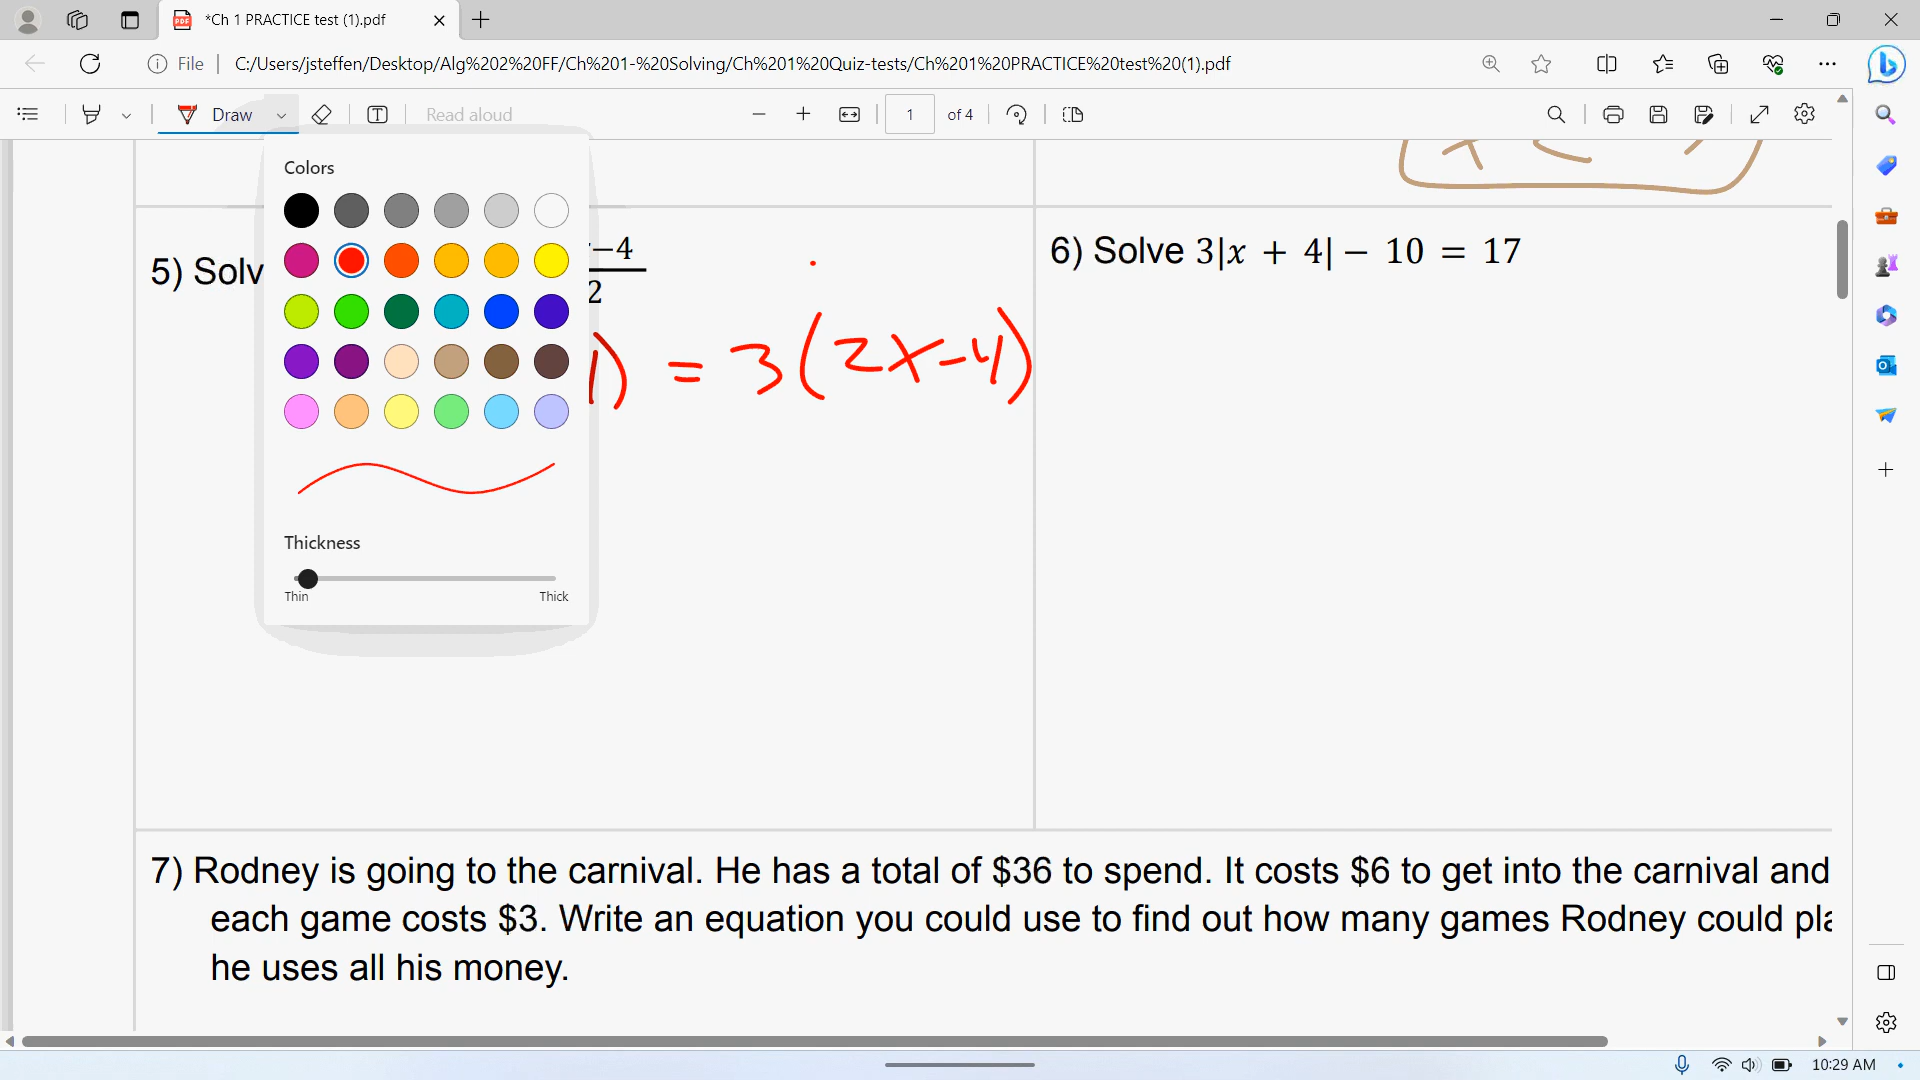 *Ch 1 PRACTICE test (1).pdf
File
C:/Users/jsteffen/Desktop/Alg%202%20FF/Ch%201-%20Solving/Ch%201%20Quiz-tests/Ch%201%20PRACTICE%20test%20(1).pdf
Draw
Read aloud
1 of 4
Colors
Thickness
Thin Thick
5) Solv
−4
2
1) = 3(2x-4)
6) Solve 3|x + 4| − 10 = 17
7) Rodney is going to the carnival. He has a total of $36 to spend. It costs $6 to get into the carnival and
each game costs $3. Write an equation you could use to find out how many games Rodney could pla
he uses all his money.
10:29 AM